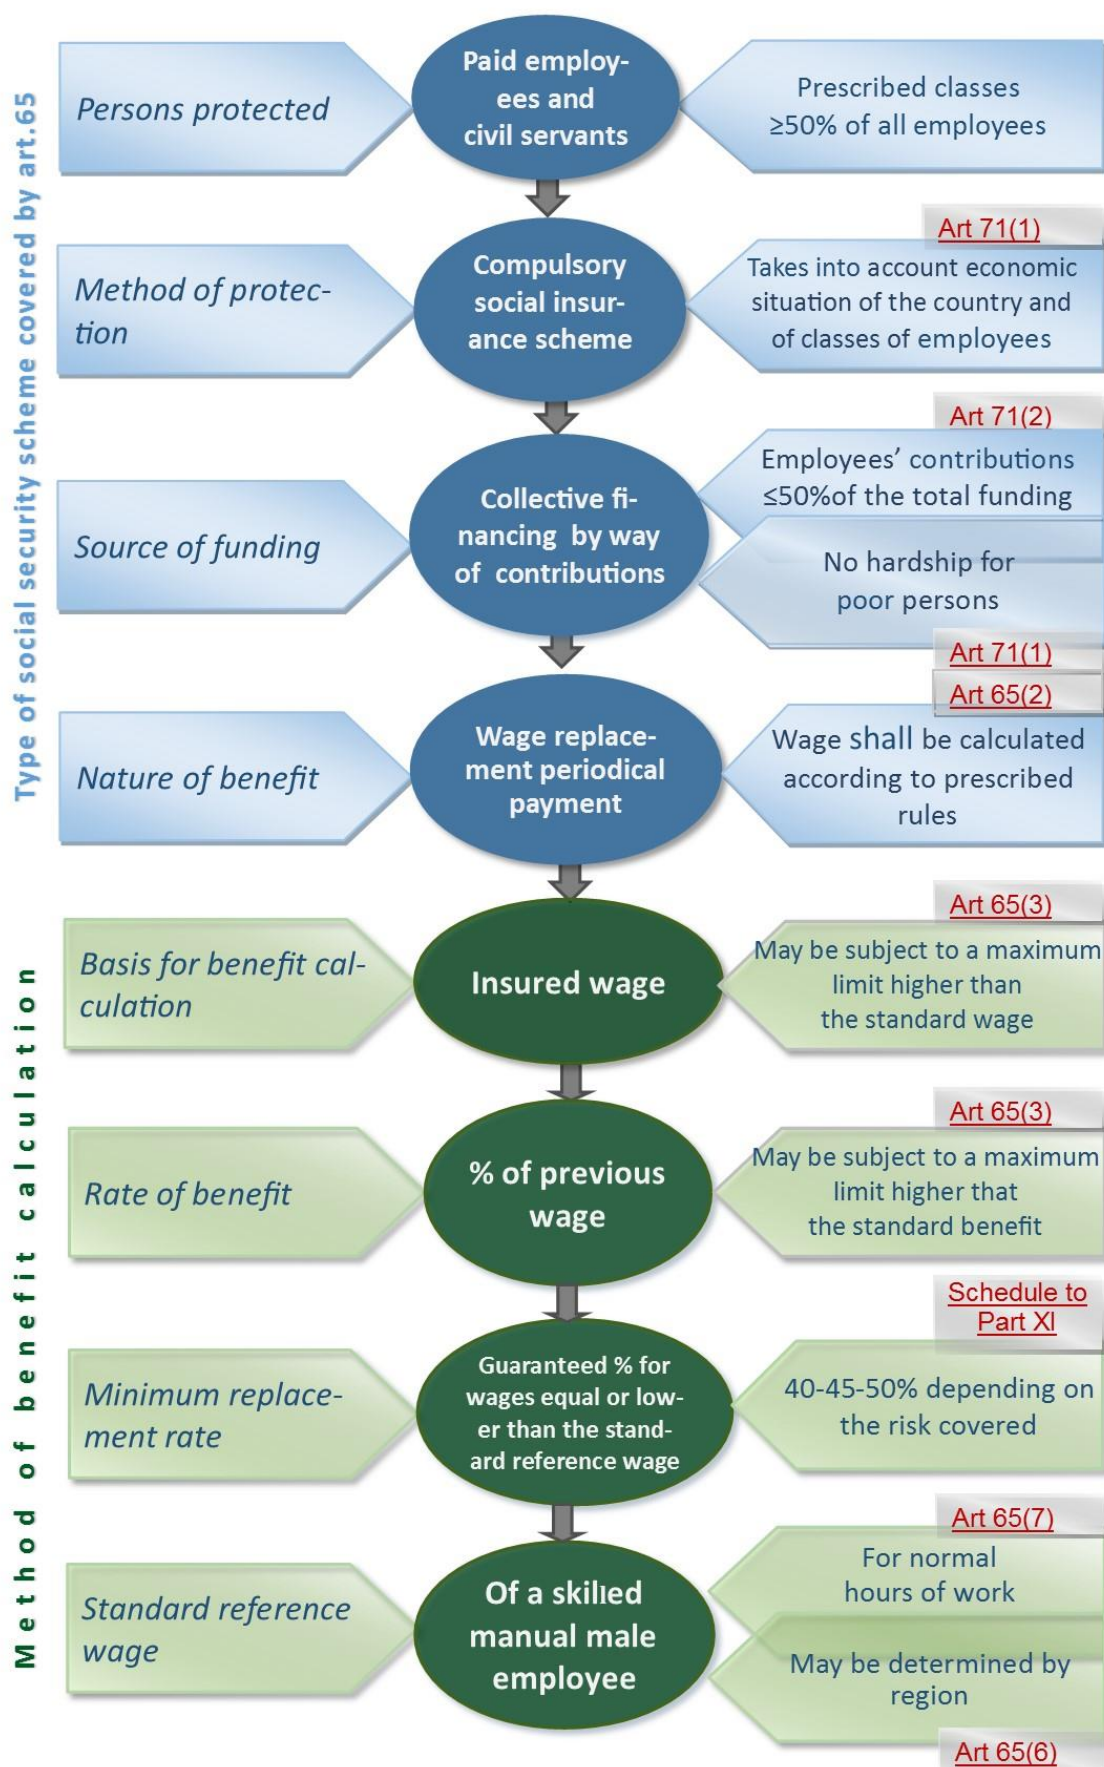 Type of social security scheme covered by art.65
Persons protected
Paid employ-
ees and
civil servants
Prescribed classes
≥50% of all employees
Method of protec-
tion
Compulsory
social insur-
ance scheme
Art 71(1)
Takes into account economic
situation of the country and
of classes of employees
Source of funding
Collective fi-
nancing by way
of contributions
Art 71(2)
Employees’ contributions
≤50%of the total funding
No hardship for
poor persons
Art 71(1)
Nature of benefit
Wage replace-
ment periodical
payment
Art 65(2)
Wage shall be calculated
according to prescribed
rules
Method of benefit calculation
Basis for benefit cal-
culation
Insured wage
Art 65(3)
May be subject to a maximum
limit higher than
the standard wage
Rate of benefit
% of previous
wage
Art 65(3)
May be subject to a maximum
limit higher that
the standard benefit
Minimum replace-
ment rate
Guaranteed % for
wages equal or low-
er than the stand-
ard reference wage
Schedule to
Part XI
40-45-50% depending on
the risk covered
Standard reference
wage
Of a skilled
manual male
employee
Art 65(7)
For normal
hours of work
May be determined by
region
Art 65(6)